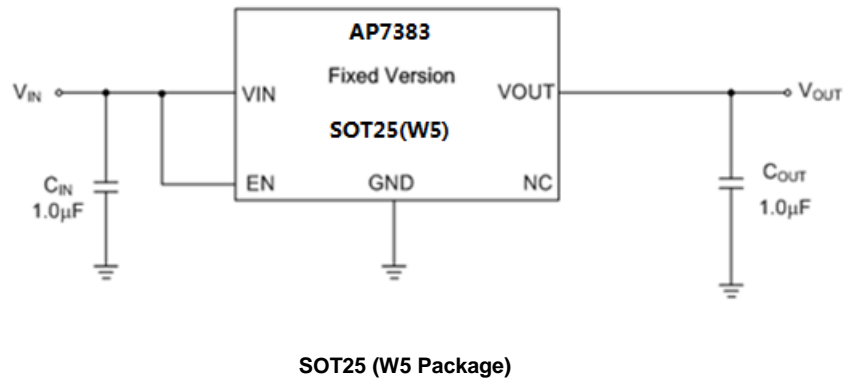 AP7383
Fixed Version
SOT25(W5)
VIN
VIN
VOUT
VOUT
EN
GND
NC
CIN
1.0μF
COUT
1.0μF
SOT25 (W5 Package)